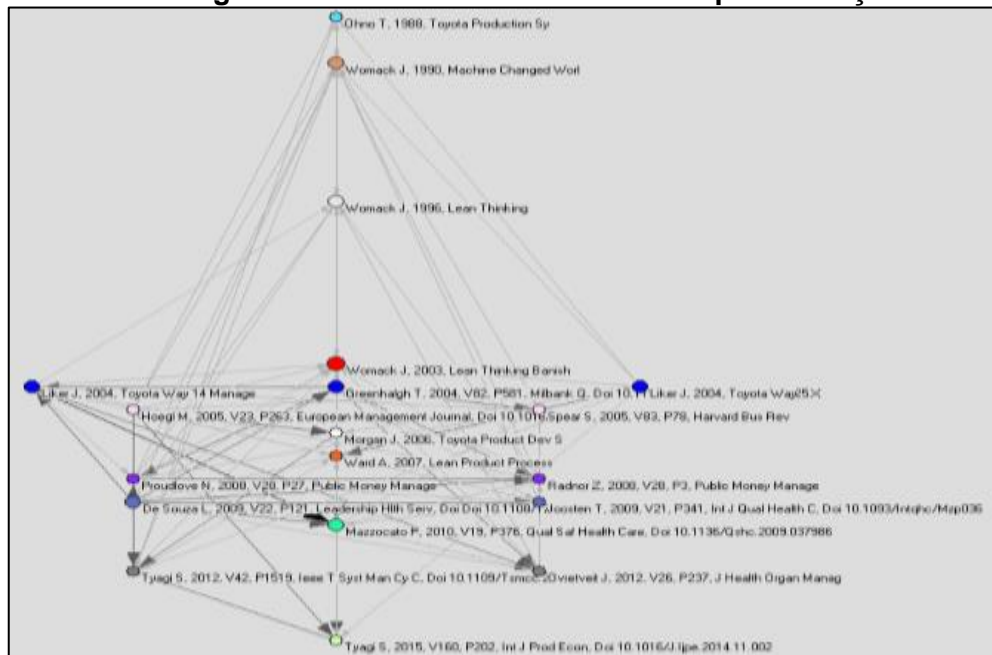 Ohno T, 1988, Toyota Production Sy
Womack J, 1990, Machine Changed Worl
Womack J, 1996, Lean Thinking
Womack J, 2003, Lean Thinking Banish
Liker J, 2004, Toyota Way 14 Manage
Greenhalgh T, 2004, V82, P581, Milbank Q, Doi 10.
Liker J, 2004, Toyota Way
Hoegl M, 2005, V23, P263, European Management Journal, Doi 10.1016
Spear S, 2005, V83, P78, Harvard Bus Rev
Morgan J, 2006, Toyota Product Dev S
Ward A, 2007, Lean Product Process
Proudlove N, 2008, V28, P27, Public Money Manage
Radnor Z, 2008, V28, P3, Public Money Manage
De Souza L, 2009, V22, P121, Leadership Hlth Serv, Doi
Joosten T, 2009, V21, P341, Int J Qual Health C, Doi 10.1093/Intqhc/Mzp036
Mazzocato P, 2010, V19, P376, Qual Saf Health Care, Doi 10.1136/Qshc.2009.037986
Tyagi S, 2012, V42, P1519, Ieee T Syst Man Cy C, Doi 10.1109/Tsmcc.
Ovretveit J, 2012, V26, P237, J Health Organ Manag
Tyagi S, 2015, V160, P202, Int J Prod Econ, Doi 10.1016/J.Ijpe.2014.11.002